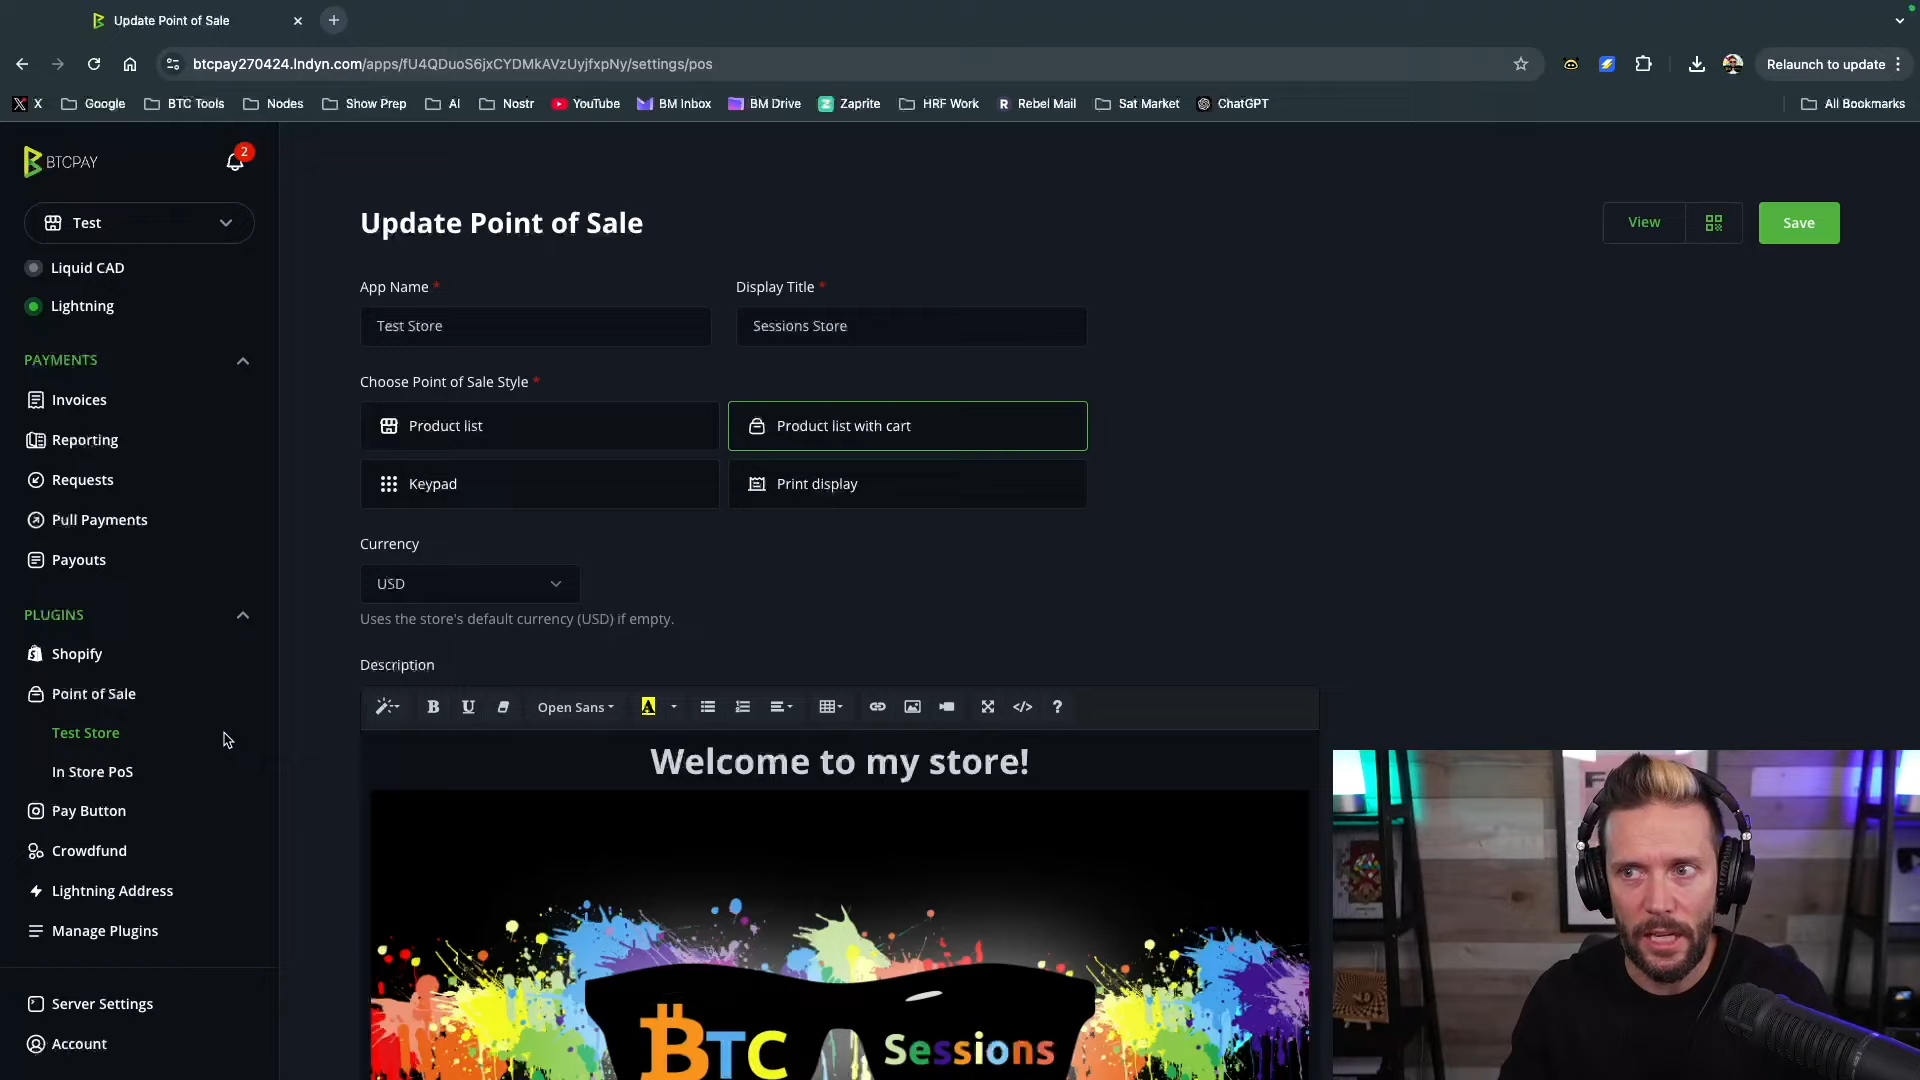 Update Point of Sale
btcpay270424.lndyn.com/apps/fU4QDuoS6jxCYDMkAVzUyjfxpNy/settings/pos
Relaunch to update
X
Google
BTC Tools
Nodes
Show Prep
AI
Nostr
YouTube
BM Inbox
BM Drive
Zaprite
HRF Work
Rebel Mail
Sat Market
ChatGPT
All Bookmarks
BTCPAY
2
Test
Liquid CAD
Lightning
PAYMENTS
Invoices
Reporting
Requests
Pull Payments
Payouts
PLUGINS
Shopify
Point of Sale
Test Store
In Store PoS
Pay Button
Crowdfund
Lightning Address
Manage Plugins
Server Settings
Account
Update Point of Sale
View
Save
App Name *
Display Title *
Test Store
Sessions Store
Choose Point of Sale Style *
Product list
Product list with cart
Keypad
Print display
Currency
USD
Uses the store's default currency (USD) if empty.
Description
B U Open Sans A </> ?
Welcome to my store!
BTC Sessions